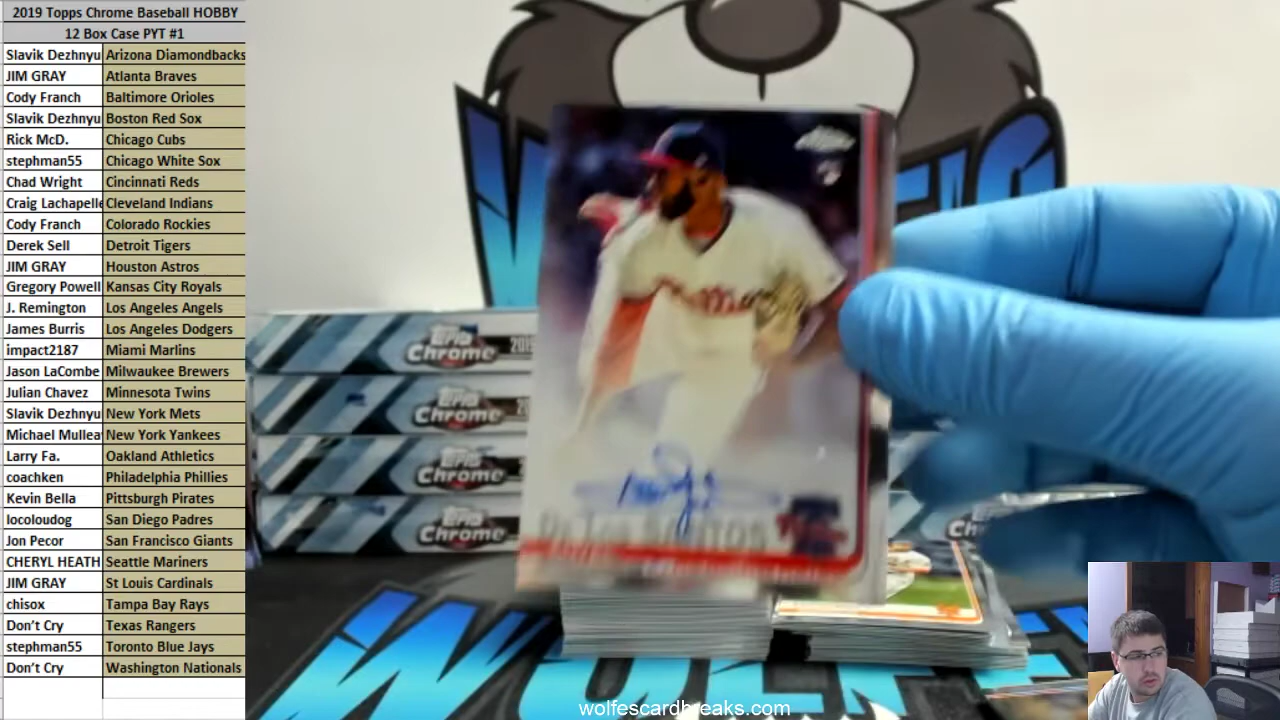 2019 Topps Chrome Baseball HOBBY
12 Box Case PYT #1
Slavik Dezhnyu Arizona Diamondbacks
JIM GRAY Atlanta Braves
Cody Franch Baltimore Orioles
Slavik Dezhnyu Boston Red Sox
Rick McD. Chicago Cubs
stephman55 Chicago White Sox
Chad Wright Cincinnati Reds
Craig Lachapelle Cleveland Indians
Cody Franch Colorado Rockies
Derek Sell Detroit Tigers
JIM GRAY Houston Astros
Gregory Powell Kansas City Royals
J. Remington Los Angeles Angels
James Burris Los Angeles Dodgers
impact2187 Miami Marlins
Jason LaCombe Milwaukee Brewers
Julian Chavez Minnesota Twins
Slavik Dezhnyu New York Mets
Michael Mullea New York Yankees
Larry Fa. Oakland Athletics
coachken Philadelphia Phillies
Kevin Bella Pittsburgh Pirates
locoloudog San Diego Padres
Jon Pecor San Francisco Giants
CHERYL HEATH Seattle Mariners
JIM GRAY St Louis Cardinals
chisox Tampa Bay Rays
Don't Cry Texas Rangers
stephman55 Toronto Blue Jays
Don't Cry Washington Nationals
Topps Chrome
Topps Chrome
Topps Chrome
Topps Chrome
wolfescardbreaks.com